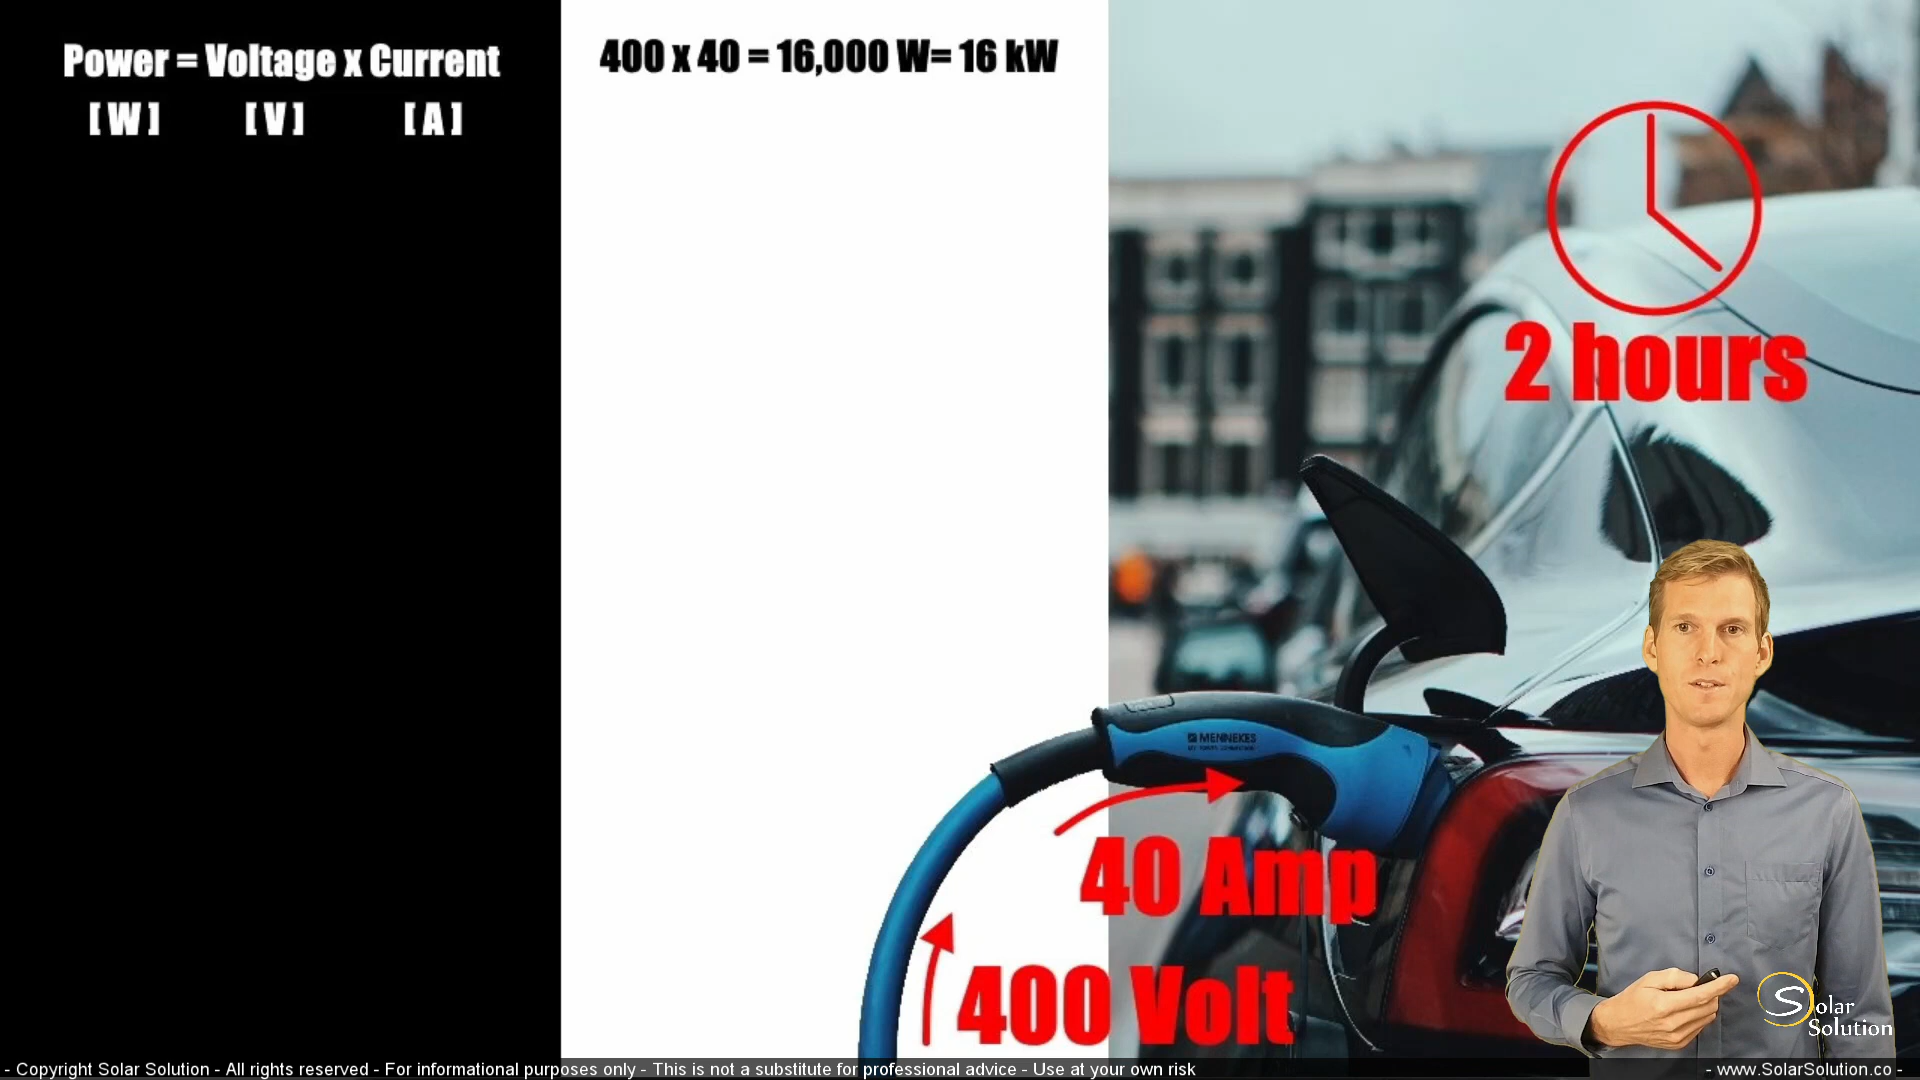 Power = Voltage x Current
[ W ] [ V ] [ A ]
400 x 40 = 16,000 W= 16 kW
2 hours
MENNEKES
40 Amp
400 Volt
Solar
Solution
- Copyright Solar Solution - All rights reserved - For informational purposes only - This is not a substitute for professional advice - Use at your own risk
- www.SolarSolution.co -